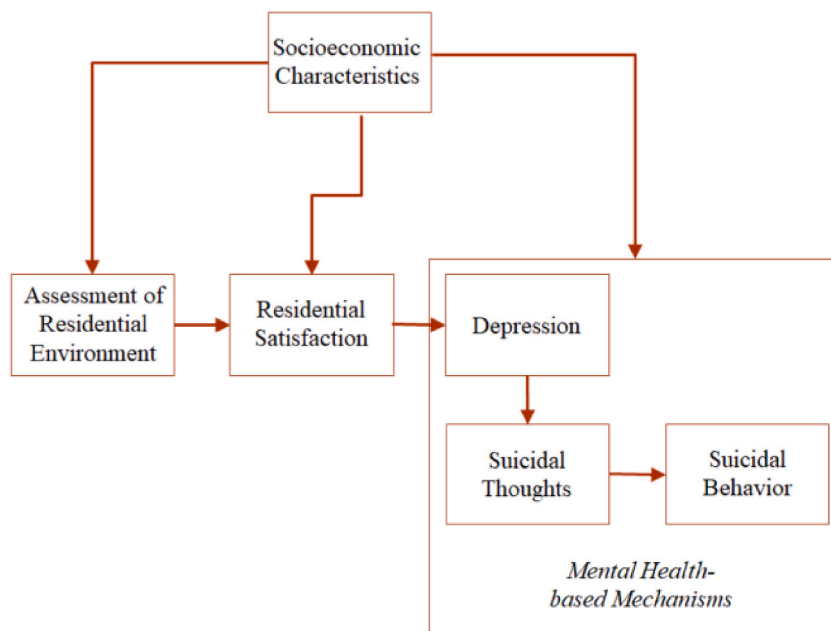 Socioeconomic
Characteristics
Assessment of
Residential
Environment
Residential
Satisfaction
Depression
Suicidal
Thoughts
Suicidal
Behavior
Mental Health-
based Mechanisms